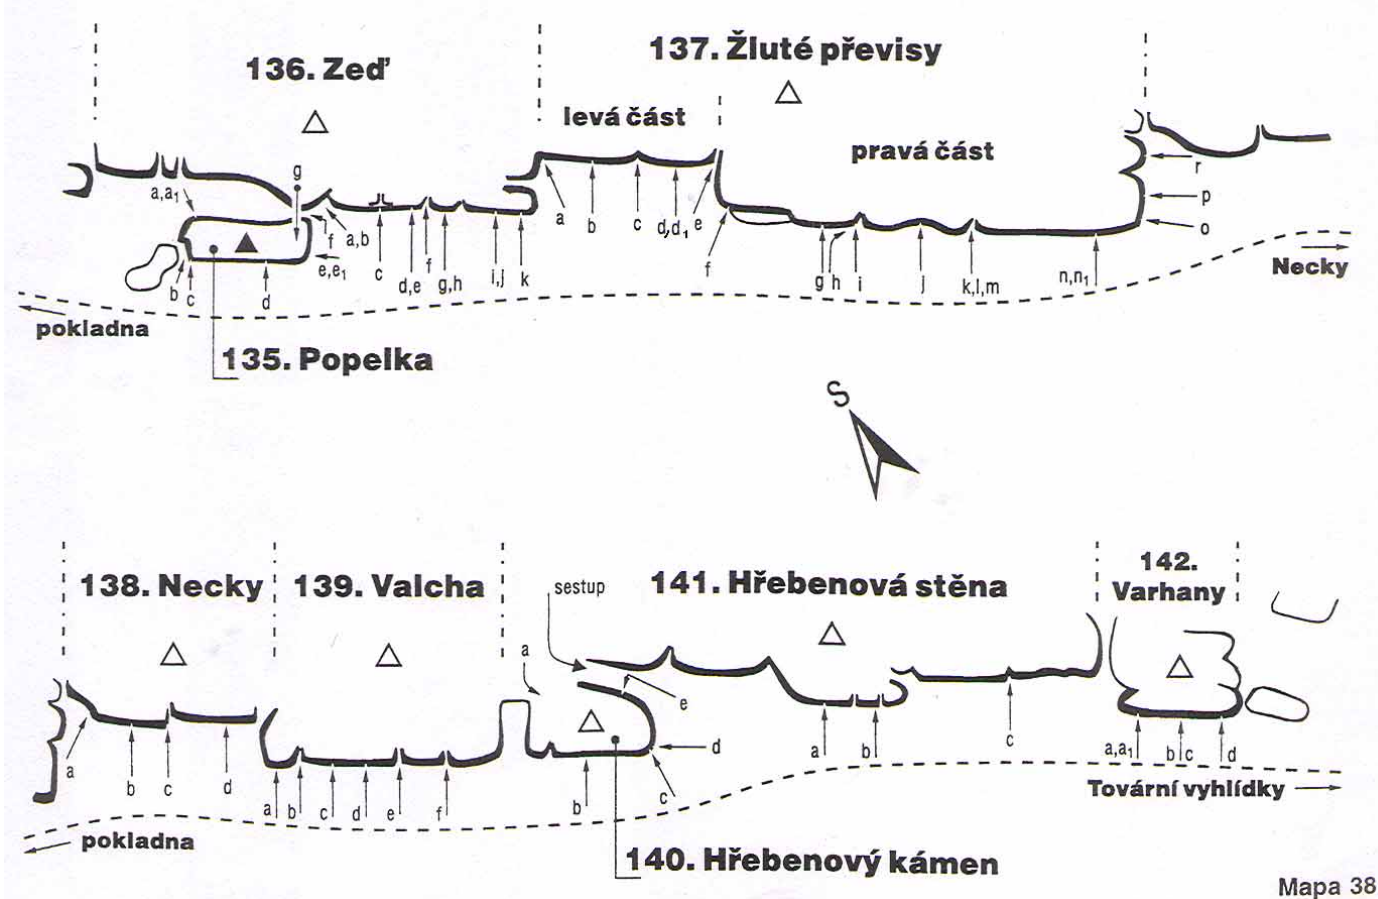 136. Zeď
137. Žluté převisy
levá část
pravá část
a,a₁
g
f
a,b
e,e₁
b
c
d
c
d,e
f
g,h
i,j
k
a
b
c
d,d₁
e
f
g
h
i
j
k,l,m
n,n₁
r
p
o
Necky
pokladna
135. Popelka
S
138. Necky
139. Valcha
sestup
141. Hřebenová stěna
142.
Varhany
a
b
c
d
a
b
c
d
e
f
a
b
c
d
e
a
b
c
a,a₁
b
c
d
Tovární vyhlídky
pokladna
140. Hřebenový kámen
Mapa 38